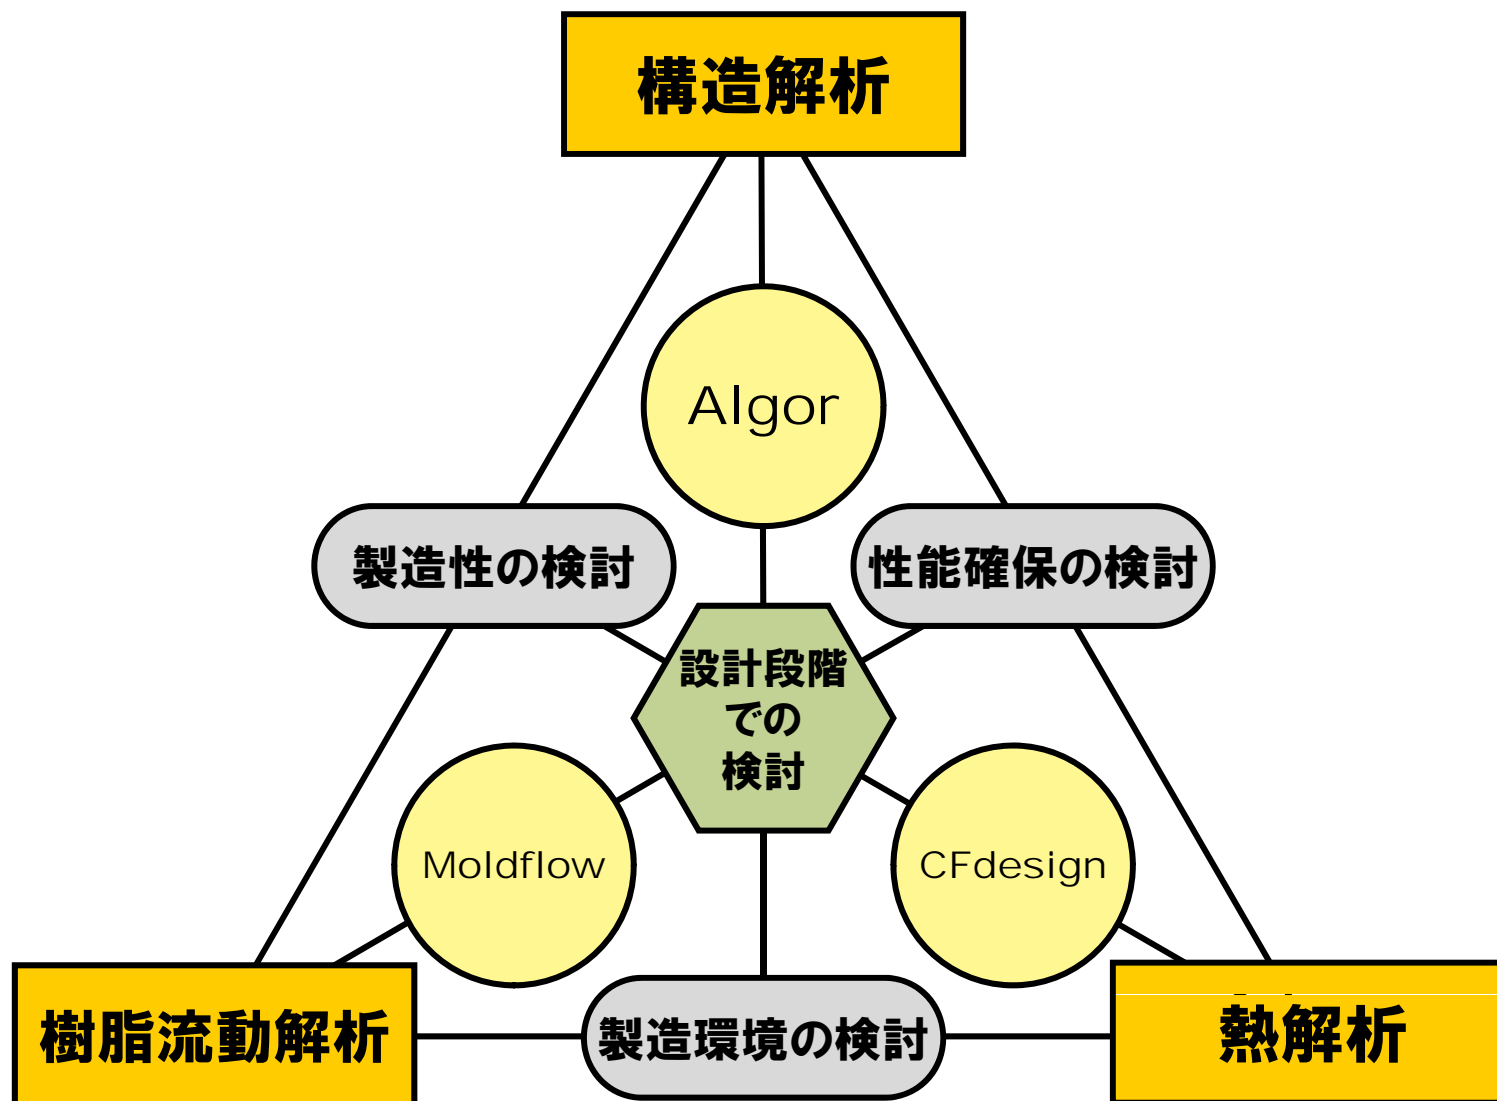 構造解析
Algor
製造性の検討
性能確保の検討
設計段階
での
検討
Moldflow
CFdesign
樹脂流動解析
製造環境の検討
熱解析